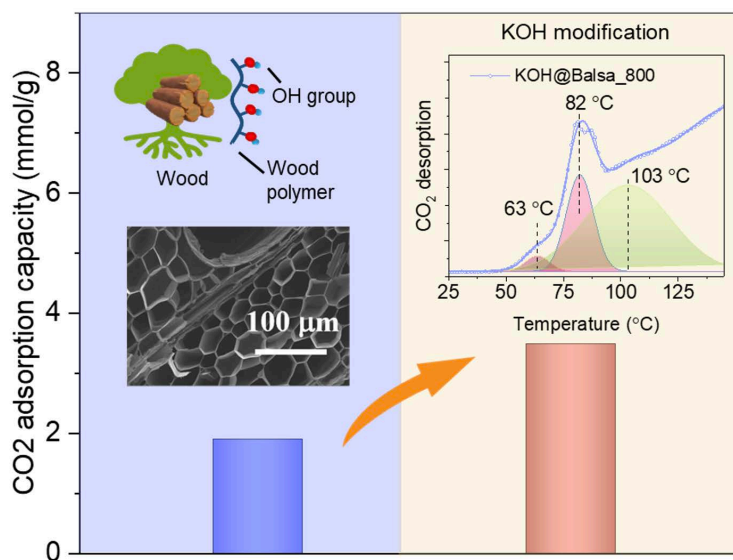 CO2 adsorption capacity (mmol/g)
8
6
4
2
0
OH group
Wood
Wood
polymer
100 μm
KOH modification
KOH@Balsa_800
82 °C
103 °C
63 °C
CO₂ desorption
25
50
75
100
125
Temperature (°C)